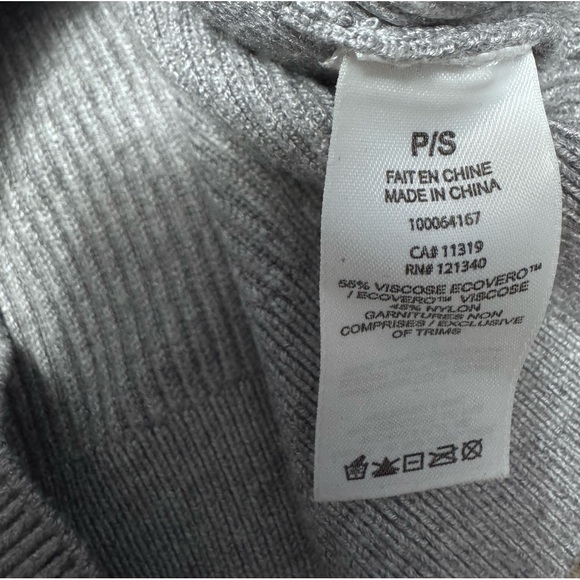 P/S
FAIT EN CHINE
MADE IN CHINA
100064167
CA# 11319
RN# 121340
55% VISCOSE ECOVERO™
/ ECOVERO™ VISCOSE
45% NYLON
GARNITURES NON
COMPRISES / EXCLUSIVE
OF TRIMS